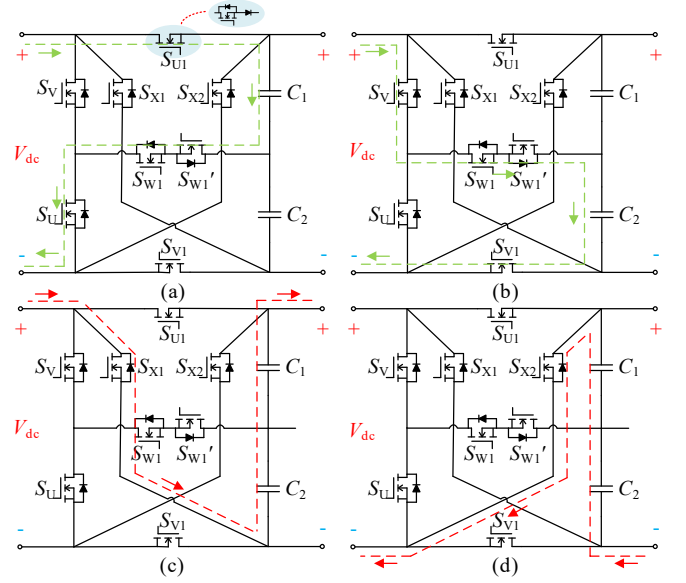 + S_U1 + + S_U1 +
S_V S_X1 S_X2 C_1 S_V S_X1 S_X2 C_1
V_dc S_W1 S_W1′ V_dc S_W1 S_W1′
S_U C_2 S_U C_2
- S_V1 - - S_V1 -
(a) (b)
+ S_U1 + + S_U1 +
S_V S_X1 S_X2 C_1 S_V S_X1 S_X2 C_1
V_dc S_W1 S_W1′ V_dc S_W1 S_W1′
S_U C_2 S_U C_2
- S_V1 - - S_V1 -
(c) (d)